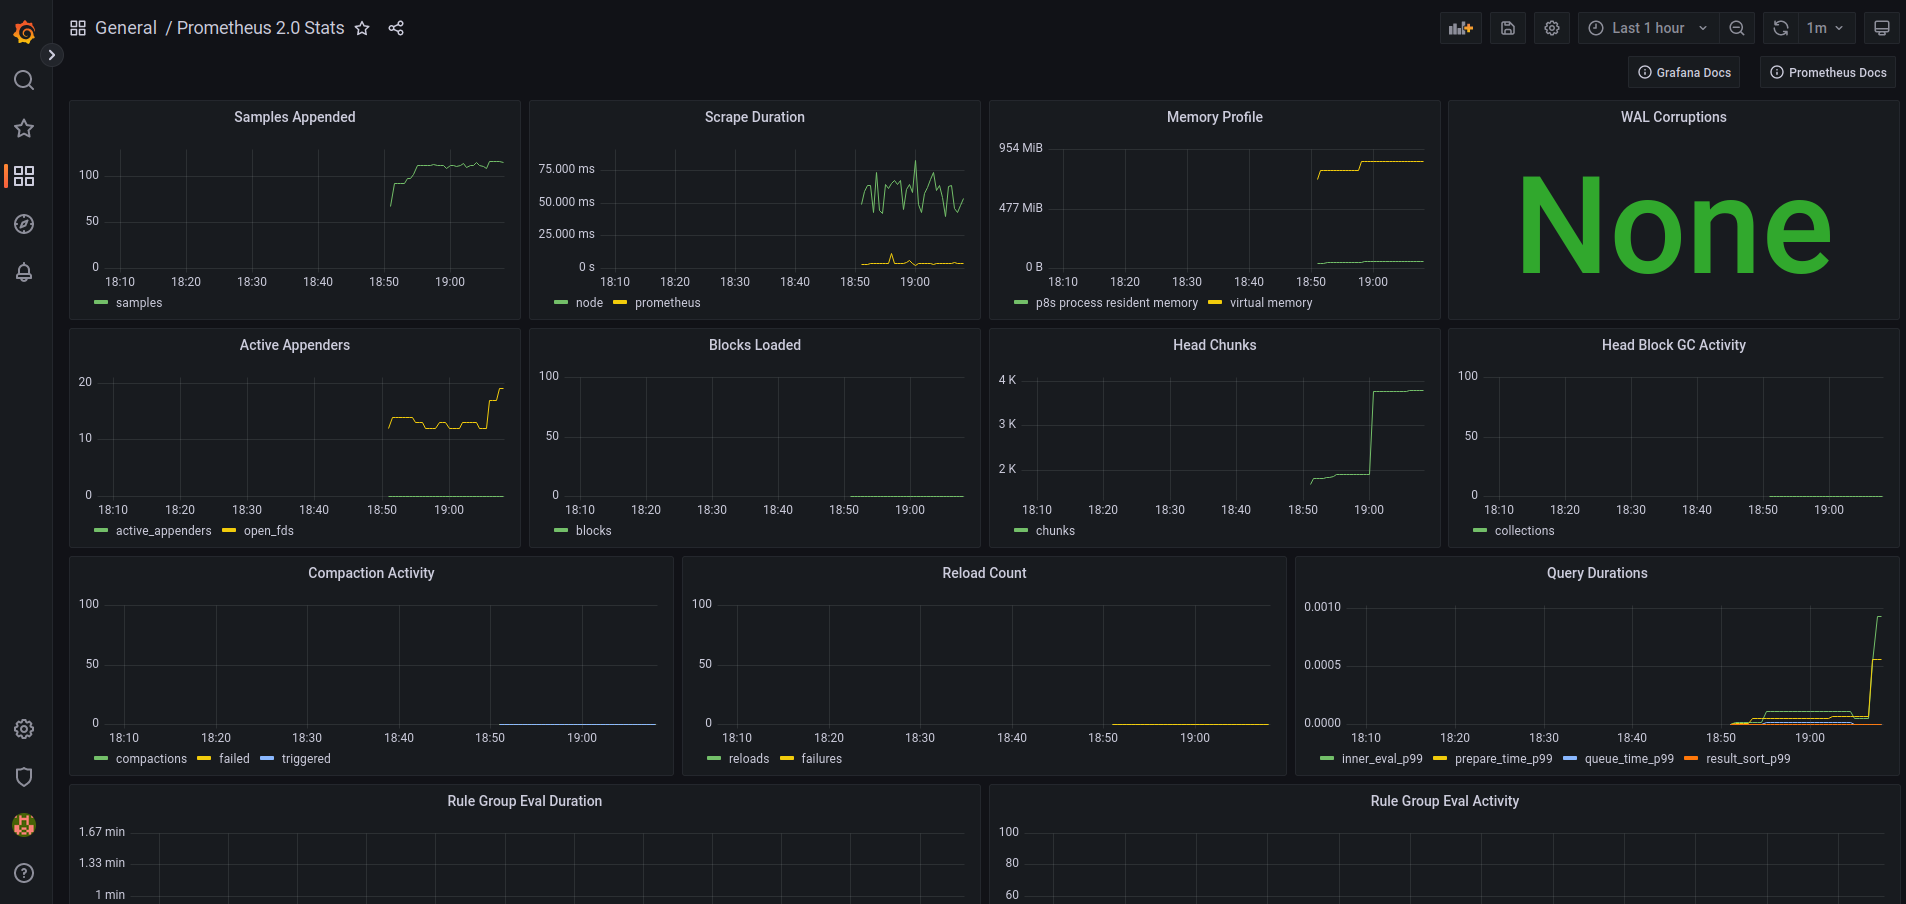 General / Prometheus 2.0 Stats
Last 1 hour
1m
Grafana Docs
Prometheus Docs
Samples Appended
100
50
0
18:10 18:20 18:30 18:40 18:50 19:00
samples
Scrape Duration
75.000 ms
50.000 ms
25.000 ms
0 s
18:10 18:20 18:30 18:40 18:50 19:00
node prometheus
Memory Profile
954 MiB
477 MiB
0 B
18:10 18:20 18:30 18:40 18:50 19:00
p8s process resident memory virtual memory
WAL Corruptions
None
Active Appenders
20
10
0
18:10 18:20 18:30 18:40 18:50 19:00
active_appenders open_fds
Blocks Loaded
100
50
0
18:10 18:20 18:30 18:40 18:50 19:00
blocks
Head Chunks
4 K
3 K
2 K
18:10 18:20 18:30 18:40 18:50 19:00
chunks
Head Block GC Activity
100
50
0
18:10 18:20 18:30 18:40 18:50 19:00
collections
Compaction Activity
100
50
0
18:10 18:20 18:30 18:40 18:50 19:00
compactions failed triggered
Reload Count
100
50
0
18:10 18:20 18:30 18:40 18:50 19:00
reloads failures
Query Durations
0.0010
0.0005
0.0000
18:10 18:20 18:30 18:40 18:50 19:00
inner_eval_p99 prepare_time_p99 queue_time_p99 result_sort_p99
Rule Group Eval Duration
1.67 min
1.33 min
1 min
Rule Group Eval Activity
100
80
60